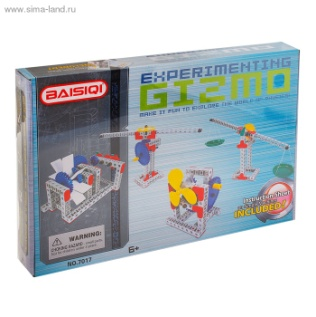 © www.sima-land.ru
BAISIQI
EXPERIMENTING
GIZMO
MAKE IT FUN TO EXPLORE THE WORLD OF
INCLUDED!
WARNING:
NO.7017
6+